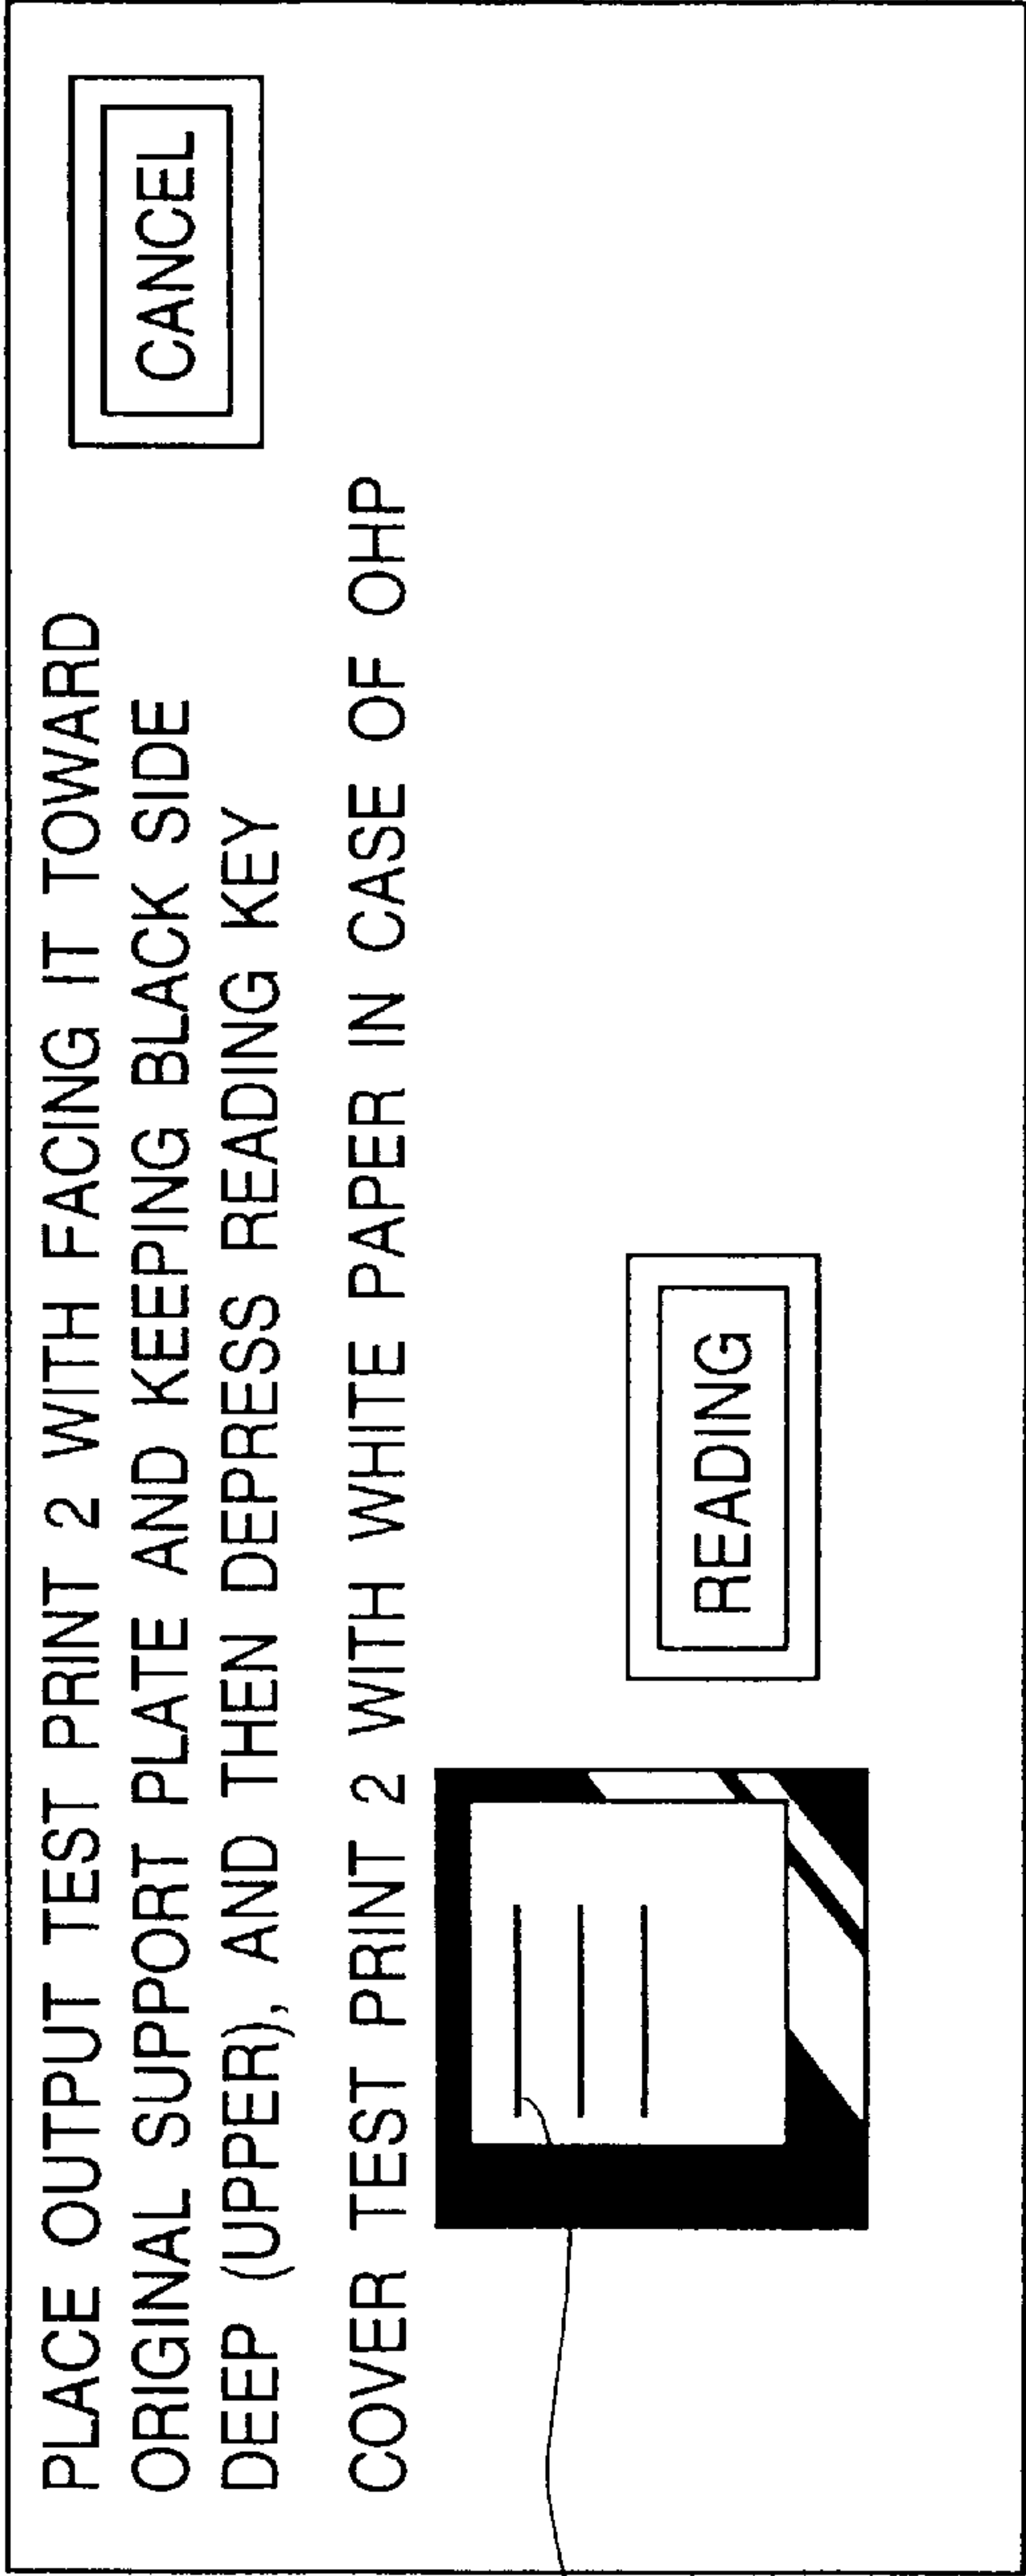 PLACE OUTPUT TEST PRINT 2 WITH FACING IT TOWARD
ORIGINAL SUPPORT PLATE AND KEEPING BLACK SIDE
DEEP (UPPER), AND THEN DEPRESS READING KEY
CANCEL
COVER TEST PRINT 2 WITH WHITE PAPER IN CASE OF OHP
READING